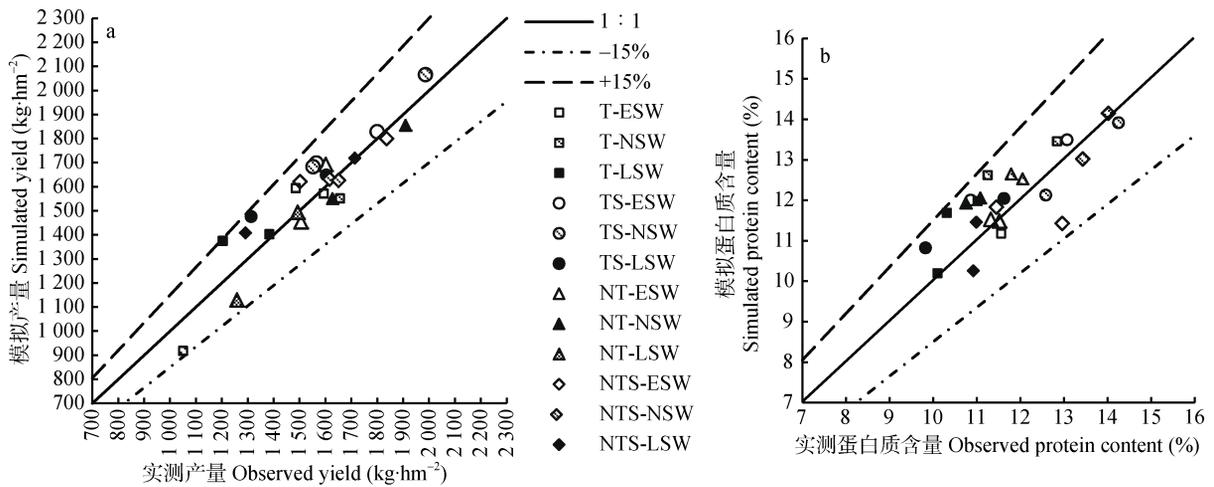 a
模拟产量 Simulated yield (kg·hm⁻²)
2 300
2 200
2 100
2 000
1 900
1 800
1 700
1 600
1 500
1 400
1 300
1 200
1 100
1 000
900
800
700
700
800
900
1 000
1 100
1 200
1 300
1 400
1 500
1 600
1 700
1 800
1 900
2 000
2 100
2 200
2 300
实测产量 Observed yield (kg·hm⁻²)
1∶1
–15%
+15%
T-ESW
T-NSW
T-LSW
TS-ESW
TS-NSW
TS-LSW
NT-ESW
NT-NSW
NT-LSW
NTS-ESW
NTS-NSW
NTS-LSW
b
模拟蛋白质含量
Simulated protein content (%)
16
15
14
13
12
11
10
9
8
7
7 8 9 10 11 12 13 14 15 16
实测蛋白质含量 Observed protein content (%)